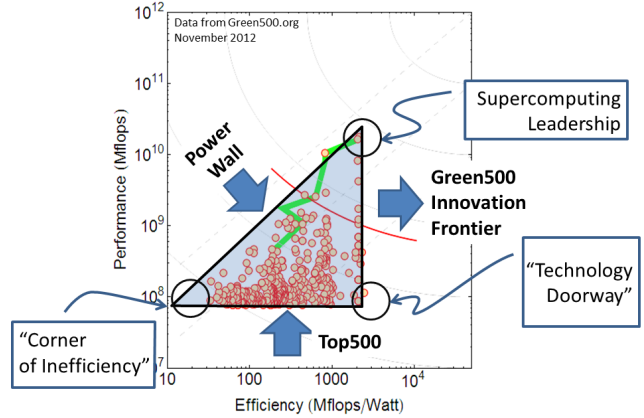 10¹²
Data from Green500.org
November 2012
10¹¹
Supercomputing
Leadership
Performance (Mflops)
10¹⁰
Power
Wall
Green500
Innovation
Frontier
10⁹
"Technology
Doorway"
10⁸
"Corner
of Inefficiency"
Top500
10⁷
10
100
1000
10⁴
Efficiency (Mflops/Watt)